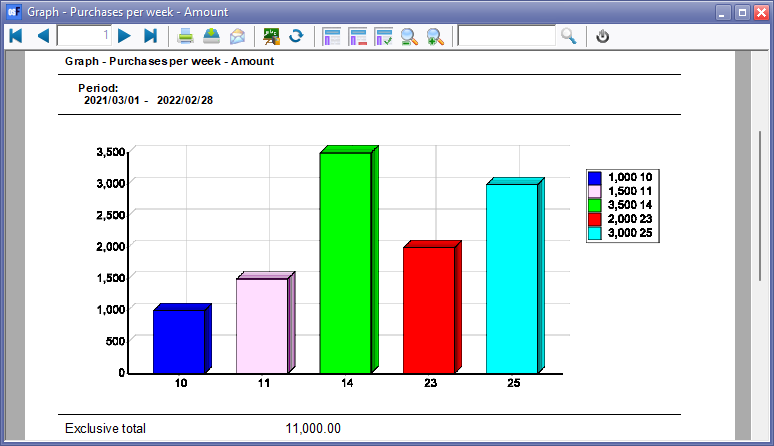 Graph - Purchases per week - Amount
1
Graph - Purchases per week - Amount
Period:
2021/03/01 - 2022/02/28
3,500
3,000
2,500
2,000
1,500
1,000
500
0
10 11 14 23 25
1,000 10
1,500 11
3,500 14
2,000 23
3,000 25
Exclusive total 11,000.00